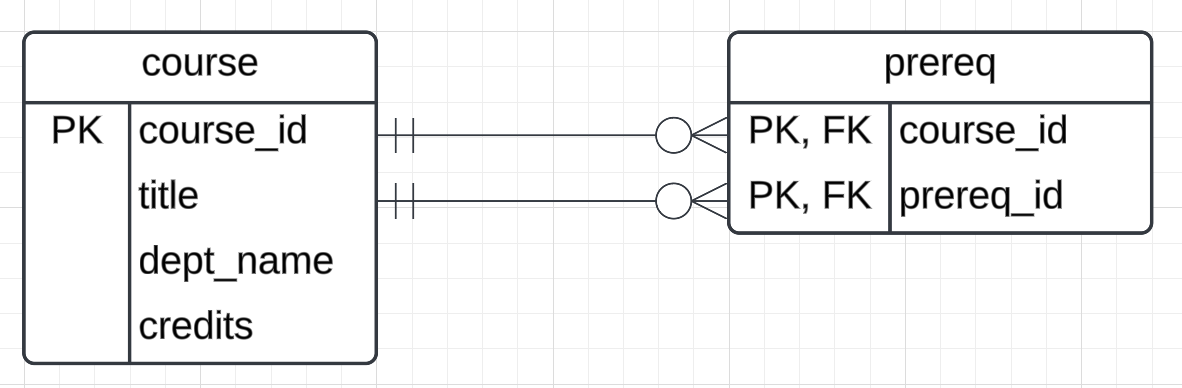 course
PK course_id
title
dept_name
credits
prereq
PK, FK course_id
PK, FK prereq_id